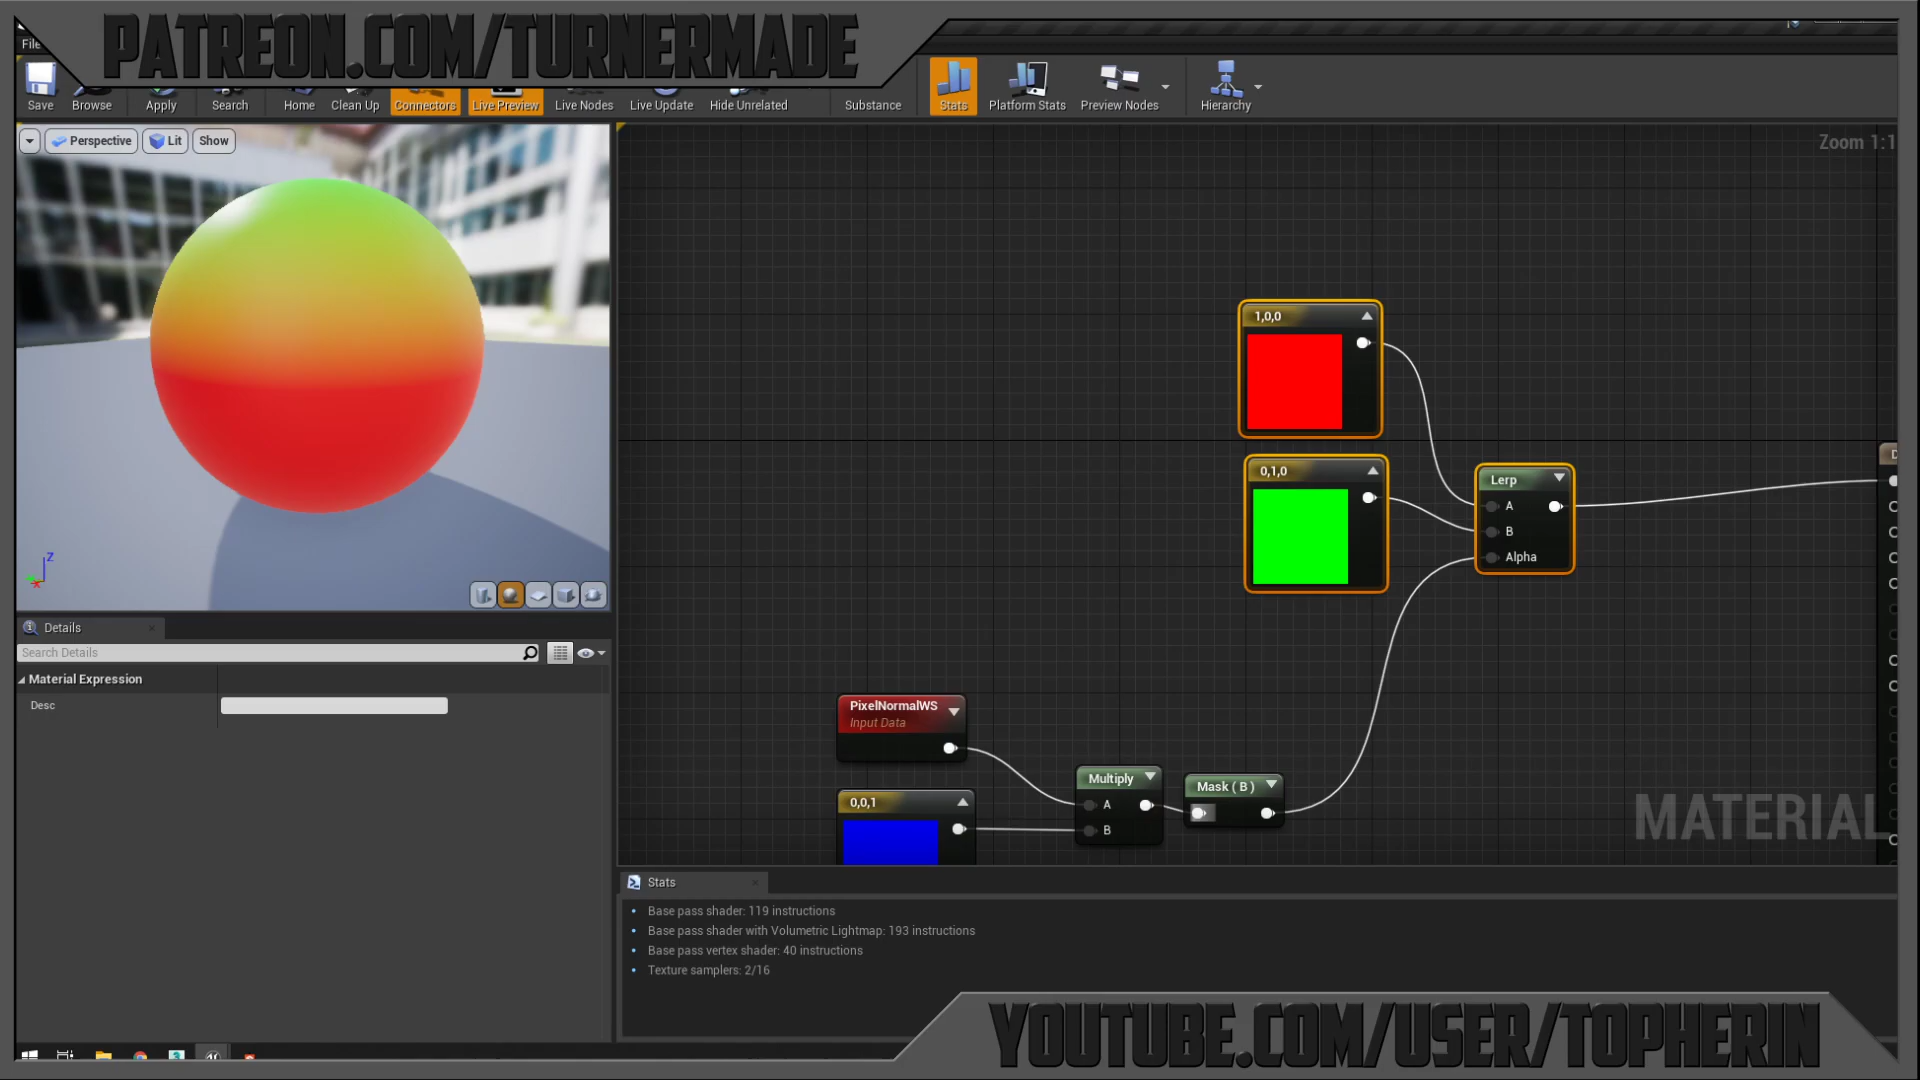 PATREON.COM/TURNERMADE
File
Save
Browse
Apply
Search
Home
Clean Up
Connectors
Live Preview
Live Nodes
Live Update
Hide Unrelated
Substance
Stats
Platform Stats
Preview Nodes
Hierarchy
Perspective
Lit
Show
Zoom 1:1
Z
1,0,0
0,1,0
Lerp
A
B
Alpha
PixelNormalWS
Input Data
0,0,1
Multiply
A
B
Mask ( B )
MATERIAL
Details
Search Details
Material Expression
Desc
Stats
Base pass shader: 119 instructions
Base pass shader with Volumetric Lightmap: 193 instructions
Base pass vertex shader: 40 instructions
Texture samplers: 2/16
YOUTUBE.COM/USER/TOPHERIN